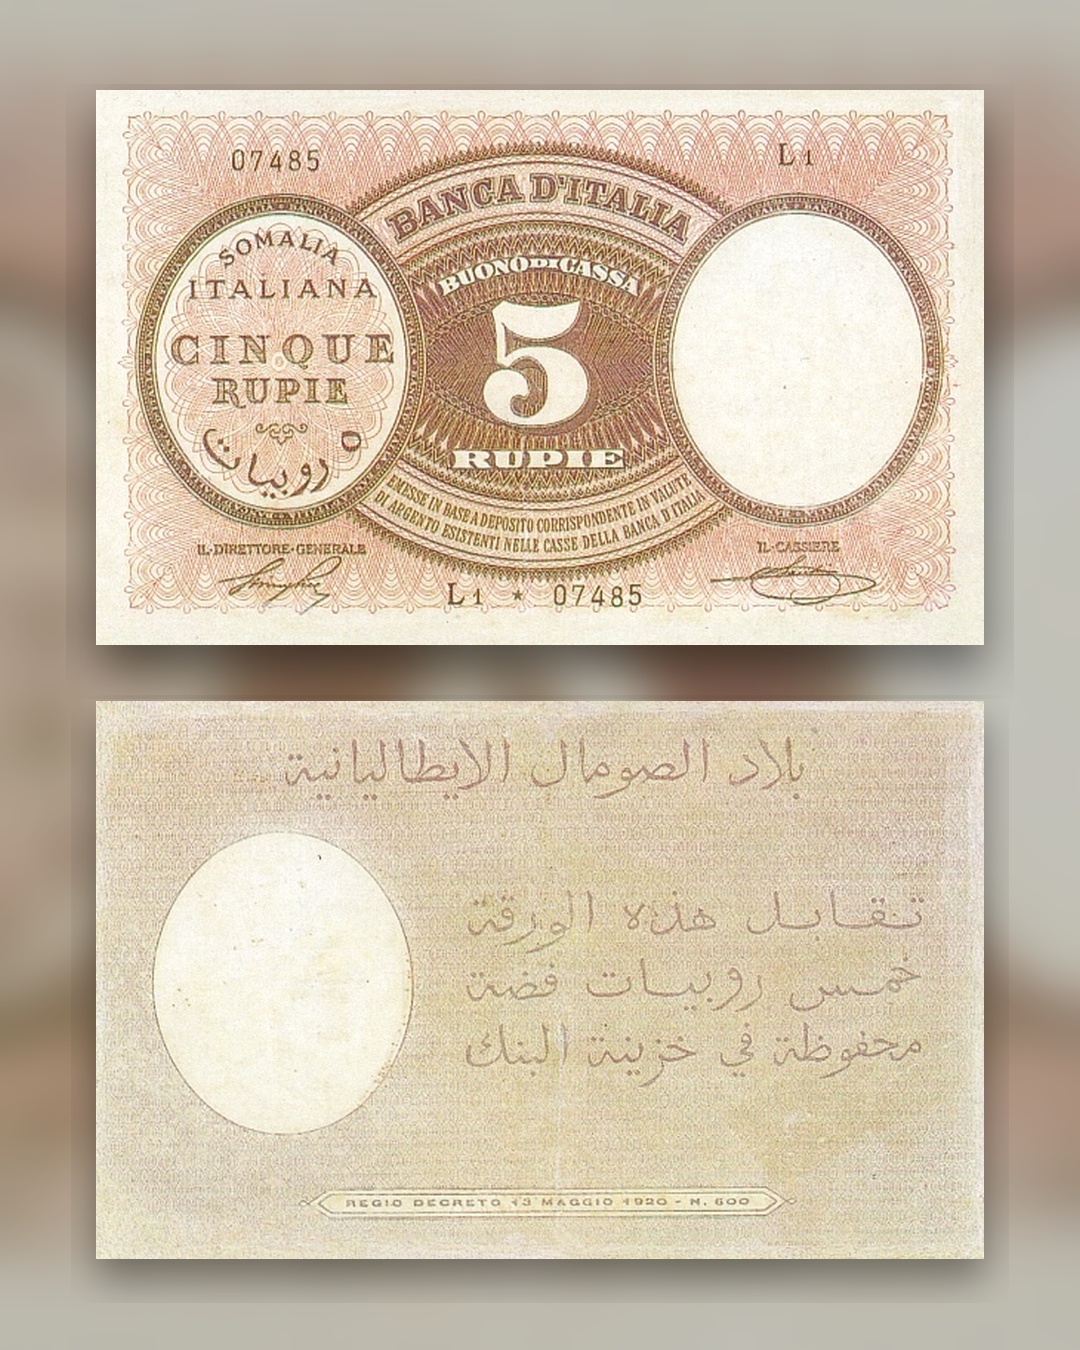 07485
L 1
BANCA D'ITALIA
BUONO DI CASSA
5
RUPIE
SOMALIA
ITALIANA
CINQUE
RUPIE
٥ روبيات
EMESSE IN BASE A DEPOSITO CORRISPONDENTE IN VALUTE
DI ARGENTO ESISTENTI NELLE CASSE DELLA BANCA D'ITALIA
IL·DIRETTORE·GENERALE
IL·CASSIERE
L 1 * 07485
بلاد الصومال الايطاليانية
تقابل هذه الورقة
خمس روبيات فضة
محفوظة في خزينة البنك
REGIO DECRETO 13 MAGGIO 1920 - N. 600